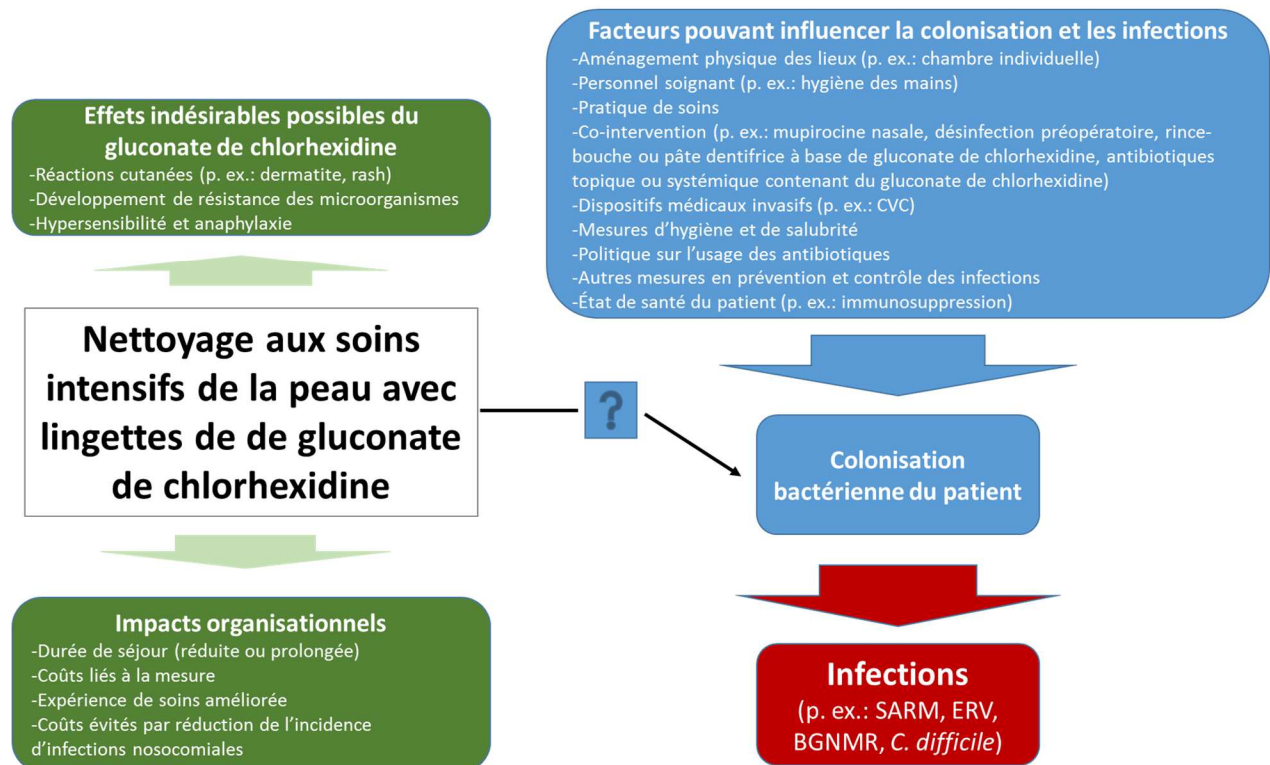 Effets indésirables possibles du
gluconate de chlorhexidine
-Réactions cutanées (p. ex.: dermatite, rash)
-Développement de résistance des microorganismes
-Hypersensibilité et anaphylaxie
Facteurs pouvant influencer la colonisation et les infections
-Aménagement physique des lieux (p. ex.: chambre individuelle)
-Personnel soignant (p. ex.: hygiène des mains)
-Pratique de soins
-Co-intervention (p. ex.: mupirocine nasale, désinfection préopératoire, rince-
bouche ou pâte dentifrice à base de gluconate de chlorhexidine, antibiotiques
topique ou systémique contenant du gluconate de chlorhexidine)
-Dispositifs médicaux invasifs (p. ex.: CVC)
-Mesures d’hygiène et de salubrité
-Politique sur l’usage des antibiotiques
-Autres mesures en prévention et contrôle des infections
-État de santé du patient (p. ex.: immunosuppression)
Nettoyage aux soins
intensifs de la peau avec
lingettes de de gluconate
de chlorhexidine
?
Colonisation
bactérienne du patient
Impacts organisationnels
-Durée de séjour (réduite ou prolongée)
-Coûts liés à la mesure
-Expérience de soins améliorée
-Coûts évités par réduction de l’incidence
d’infections nosocomiales
Infections
(p. ex.: SARM, ERV,
BGNMR, C. difficile)